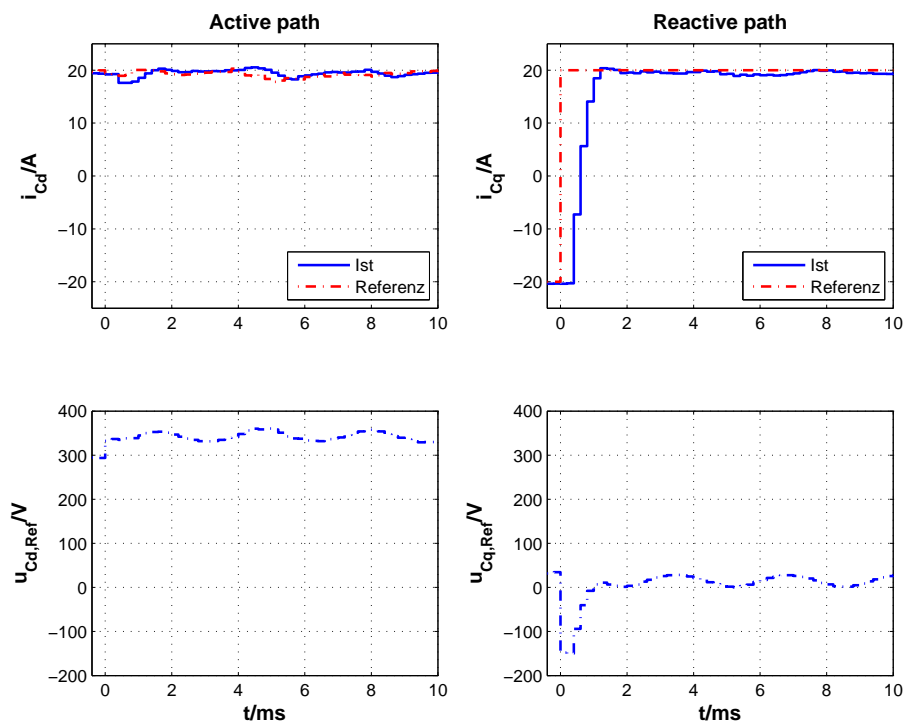 Active path
20
10
0
−10
−20
i_Cd/A
Ist
Referenz
0 2 4 6 8 10
Reactive path
20
10
0
−10
−20
i_Cq/A
Ist
Referenz
0 2 4 6 8 10
400
300
200
100
0
−100
−200
u_Cd,Ref/V
0 2 4 6 8 10
t/ms
400
300
200
100
0
−100
−200
u_Cq,Ref/V
0 2 4 6 8 10
t/ms